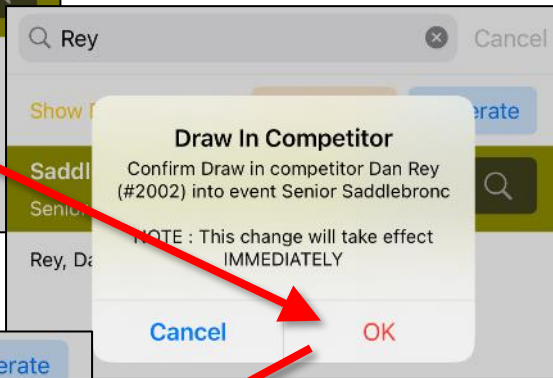 Rey
Cancel
Show
erate
Draw In Competitor
Confirm Draw in competitor Dan Rey
(#2002) into event Senior Saddlebronc
NOTE : This change will take effect
IMMEDIATELY
Saddl
Senior
Rey, Da
Cancel
OK
erate